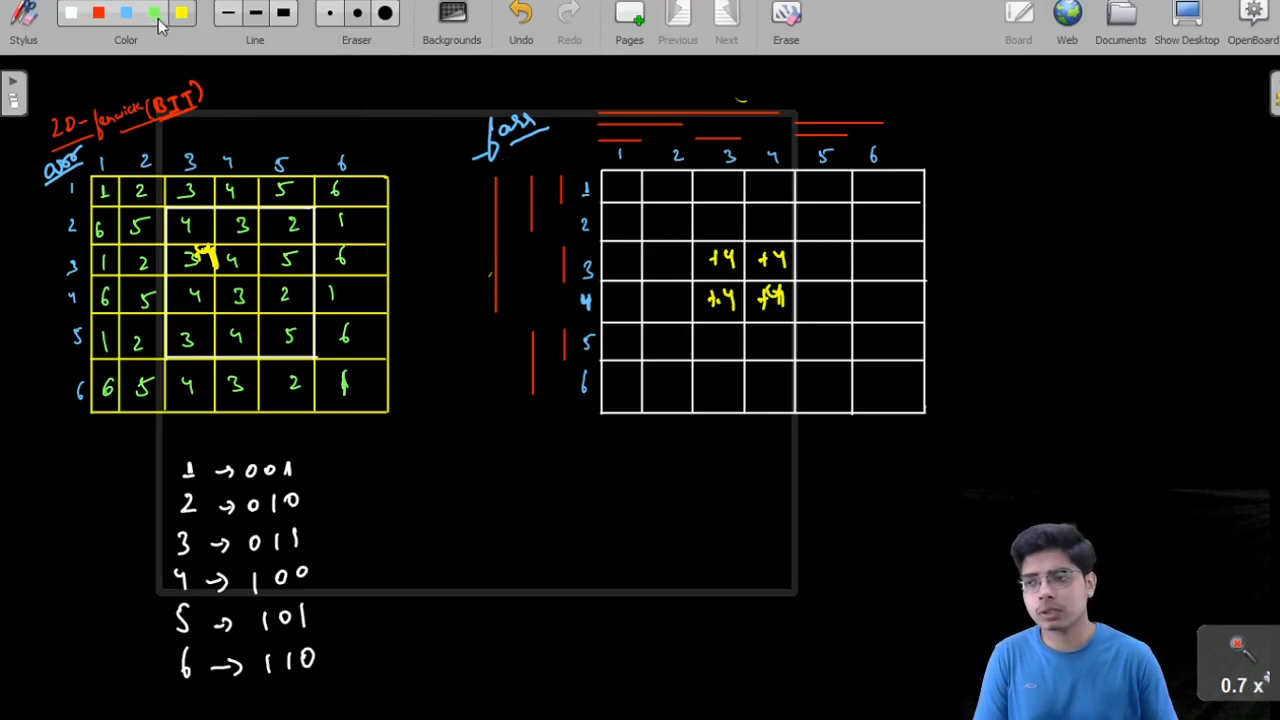 Stylus Color Line Eraser Backgrounds Undo Redo Pages Previous Next Erase Board Web Documents Show Desktop OpenBoard
2D-fenwick(BIT)
arr
1 2 3 4 5 6
1 1 2 3 4 5 6
2 6 5 4 3 2 1
3 1 2 3 4 5 6
4 6 5 4 3 2 1
5 1 2 3 4 5 6
6 6 5 4 3 2 1
farr
1 2 3 4 5 6
1
2
3 +4 +4
4 +4
5
6
1 → 001
2 → 010
3 → 011
4 → 100
5 → 101
6 → 110
0.7 x